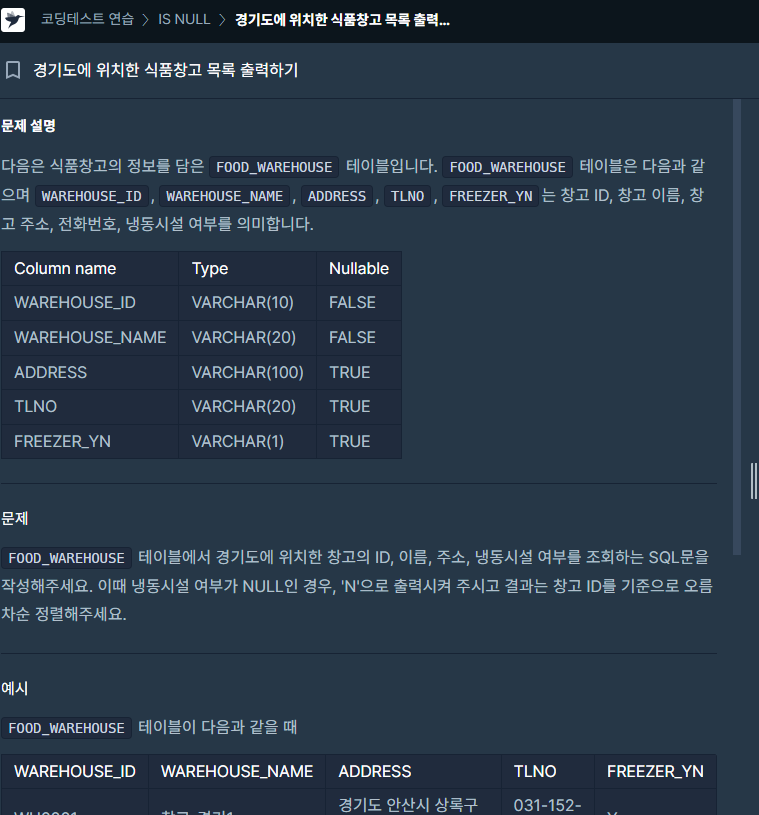 코딩테스트 연습 > IS NULL > 경기도에 위치한 식품창고 목록 출력...
경기도에 위치한 식품창고 목록 출력하기
문제 설명
다음은 식품창고의 정보를 담은 FOOD_WAREHOUSE 테이블입니다. FOOD_WAREHOUSE 테이블은 다음과 같
으며 WAREHOUSE_ID, WAREHOUSE_NAME, ADDRESS, TLNO, FREEZER_YN 는 창고 ID, 창고 이름, 창
고 주소, 전화번호, 냉동시설 여부를 의미합니다.
Column name Type Nullable
WAREHOUSE_ID VARCHAR(10) FALSE
WAREHOUSE_NAME VARCHAR(20) FALSE
ADDRESS VARCHAR(100) TRUE
TLNO VARCHAR(20) TRUE
FREEZER_YN VARCHAR(1) TRUE
문제
FOOD_WAREHOUSE 테이블에서 경기도에 위치한 창고의 ID, 이름, 주소, 냉동시설 여부를 조회하는 SQL문을
작성해주세요. 이때 냉동시설 여부가 NULL인 경우, 'N'으로 출력시켜 주시고 결과는 창고 ID를 기준으로 오름
차순 정렬해주세요.
예시
FOOD_WAREHOUSE 테이블이 다음과 같을 때
WAREHOUSE_ID WAREHOUSE_NAME ADDRESS TLNO FREEZER_YN
경기도 안산시 상록구 031-152-